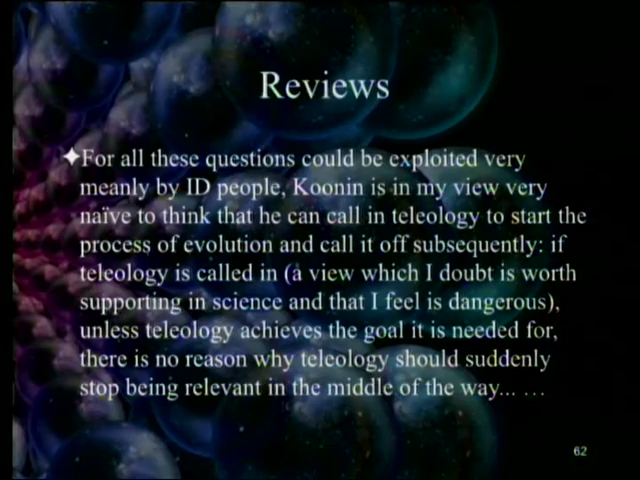 Reviews
For all these questions could be exploited very
meanly by ID people, Koonin is in my view very
naïve to think that he can call in teleology to start the
process of evolution and call it off subsequently: if
teleology is called in (a view which I doubt is worth
supporting in science and that I feel is dangerous),
unless teleology achieves the goal it is needed for,
there is no reason why teleology should suddenly
stop being relevant in the middle of the way... …
62